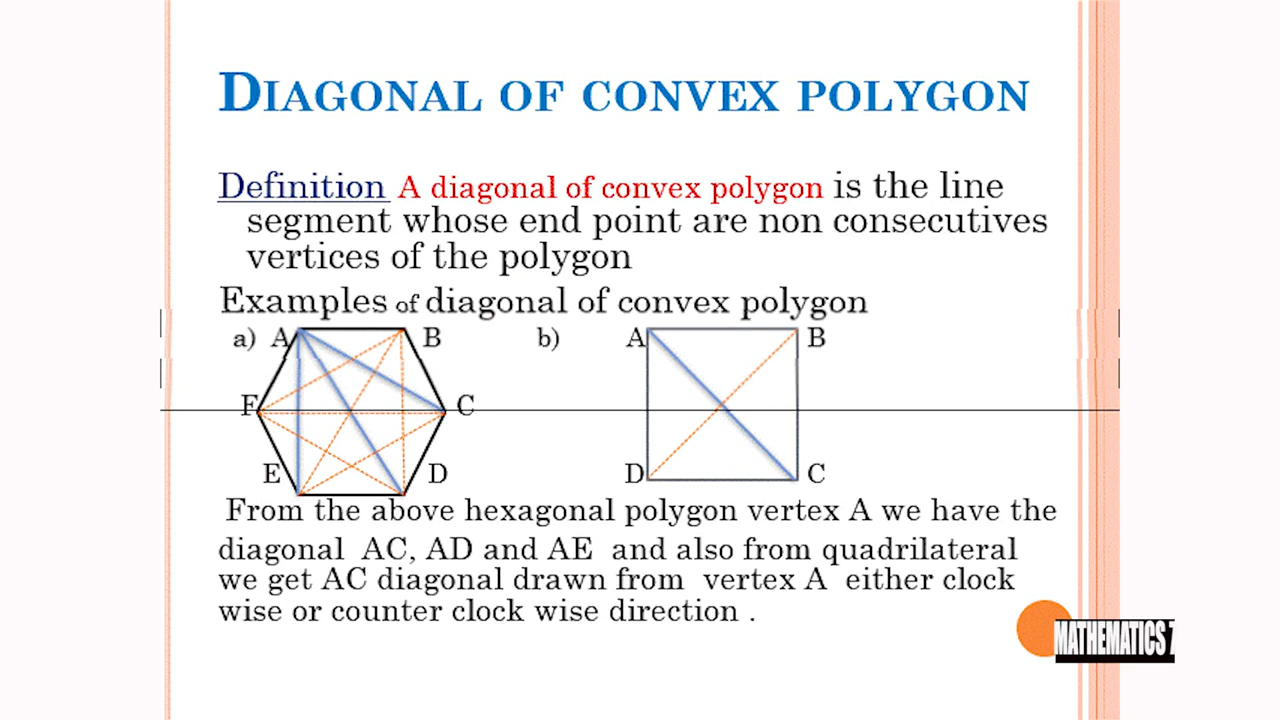 DIAGONAL OF CONVEX POLYGON
Definition A diagonal of convex polygon is the line
segment whose end point are non consecutives
vertices of the polygon
Examples of diagonal of convex polygon
a) A B b) A B
F C
E D D C
From the above hexagonal polygon vertex A we have the
diagonal AC, AD and AE and also from quadrilateral
we get AC diagonal drawn from vertex A either clock
wise or counter clock wise direction .
MATHEMATICS 7